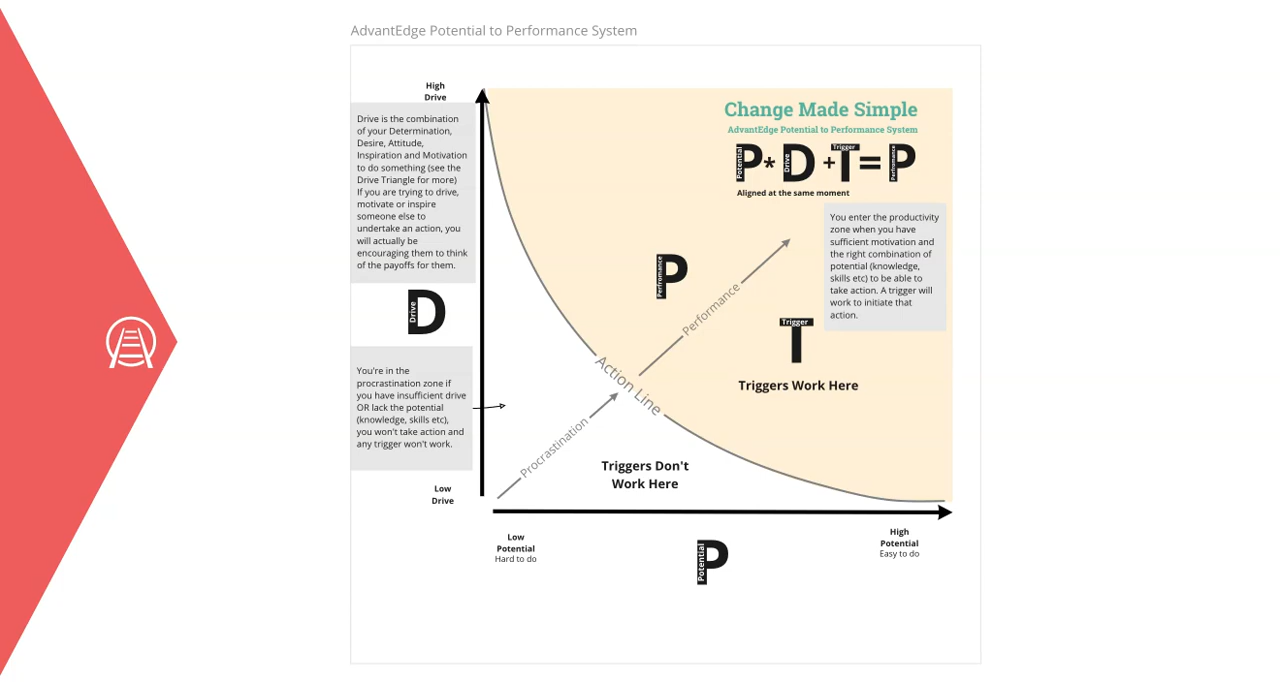 AdvantEdge Potential to Performance System
High
Drive
Drive is the combination
of your Determination,
Desire, Attitude,
Inspiration and Motivation
to do something (see the
Drive Triangle for more)
If you are trying to drive,
motivate or inspire
someone else to
undertake an action, you
will actually be
encouraging them to think
of the payoffs for them.
D
Drive
You're in the
procrastination zone if
you have insufficient drive
OR lack the potential
(knowledge, skills etc),
you won't take action and
any trigger won't work.
Low
Drive
Change Made Simple
AdvantEdge Potential to Performance System
P* D +T= P
Potential
Drive
Trigger
Perfromance
Aligned at the same moment
You enter the productivity
zone when you have
sufficient motivation and
the right combination of
potential (knowledge,
skills etc) to be able to
take action. A trigger will
work to initiate that
action.
P
Perfromance
Performance
Trigger
T
Triggers Work Here
Action Line
Procrastination
Triggers Don't
Work Here
Low
Potential
Hard to do
P
Potential
High
Potential
Easy to do